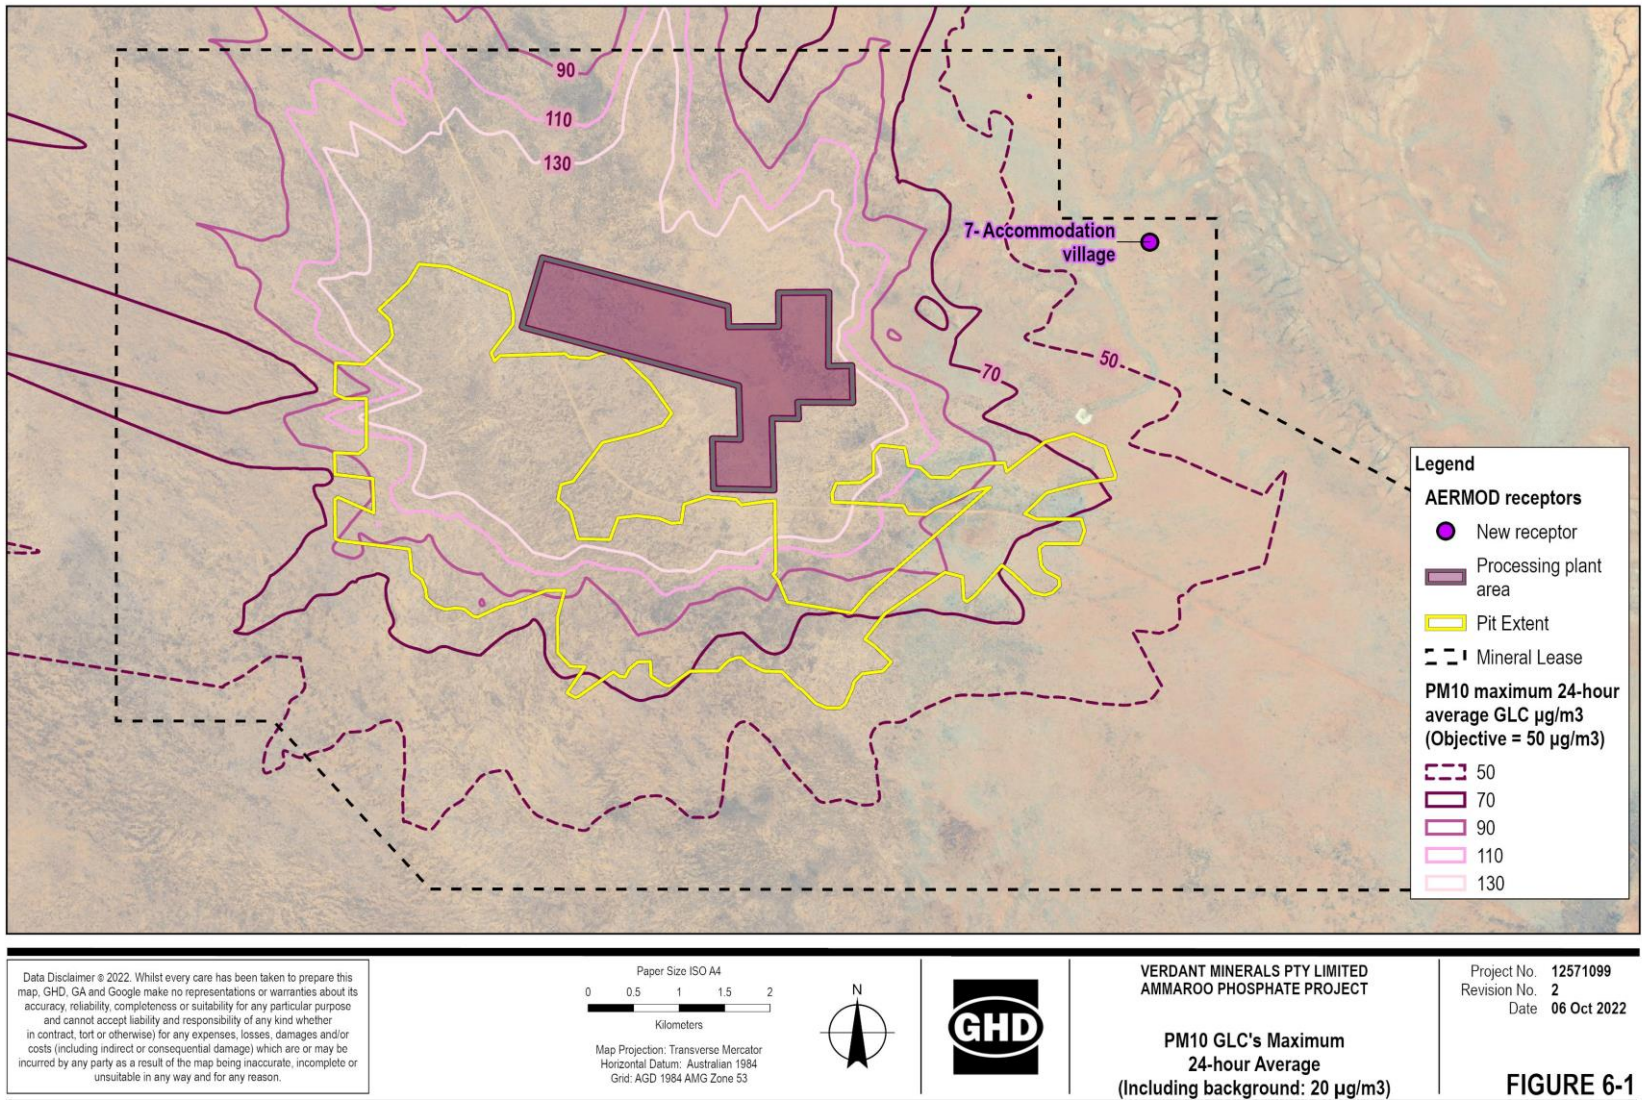 90
110
130
7- Accommodation
village
50
70
Legend
AERMOD receptors
New receptor
Processing plant
area
Pit Extent
Mineral Lease
PM10 maximum 24-hour
average GLC µg/m3
(Objective = 50 µg/m3)
50
70
90
110
130
Data Disclaimer © 2022. Whilst every care has been taken to prepare this
map, GHD, GA and Google make no representations or warranties about its
accuracy, reliability, completeness or suitability for any particular purpose
and cannot accept liability and responsibility of any kind whether
in contract, tort or otherwise) for any expenses, losses, damages and/or
costs (including indirect or consequential damage) which are or may be
incurred by any party as a result of the map being inaccurate, incomplete or
unsuitable in any way and for any reason.
Paper Size ISO A4
0 0.5 1 1.5 2
Kilometers
Map Projection: Transverse Mercator
Horizontal Datum: Australian 1984
Grid: AGD 1984 AMG Zone 53
N
GHD
VERDANT MINERALS PTY LIMITED
AMMAROO PHOSPHATE PROJECT
PM10 GLC's Maximum
24-hour Average
(Including background: 20 µg/m3)
Project No. 12571099
Revision No. 2
Date 06 Oct 2022
FIGURE 6-1